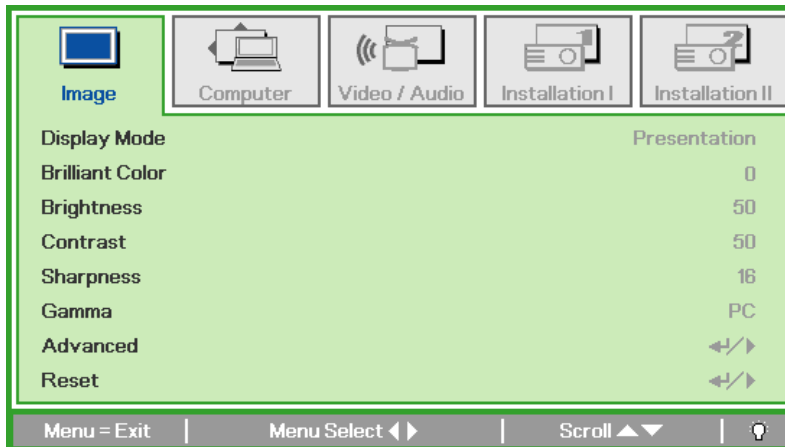 Image
Computer
Video / Audio
Installation I
Installation II
Display Mode Presentation
Brilliant Color 0
Brightness 50
Contrast 50
Sharpness 16
Gamma PC
Advanced
Reset
Menu = Exit | Menu Select | Scroll |